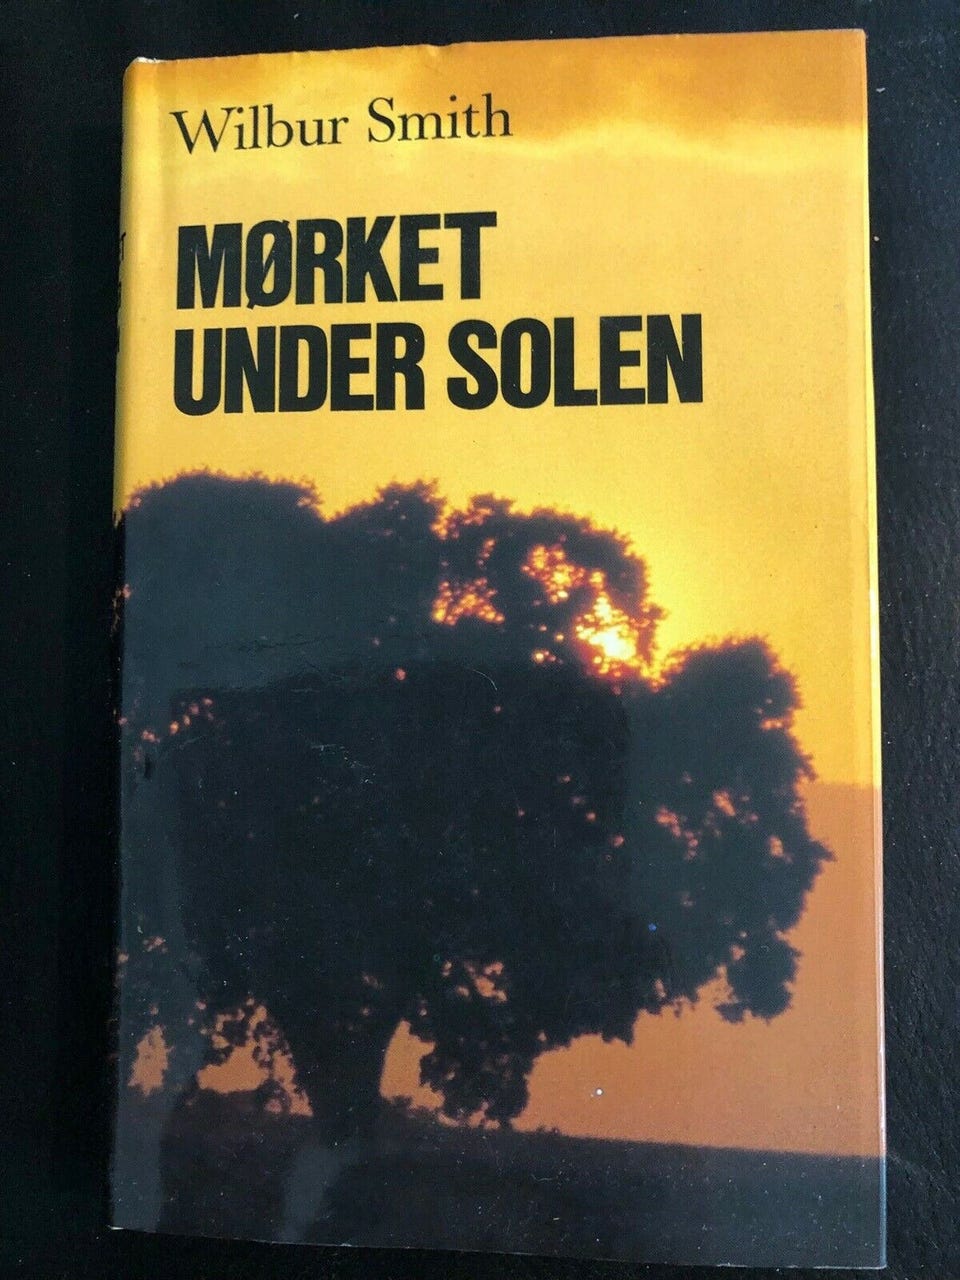 Wilbur Smith
MØRKET
UNDER SOLEN